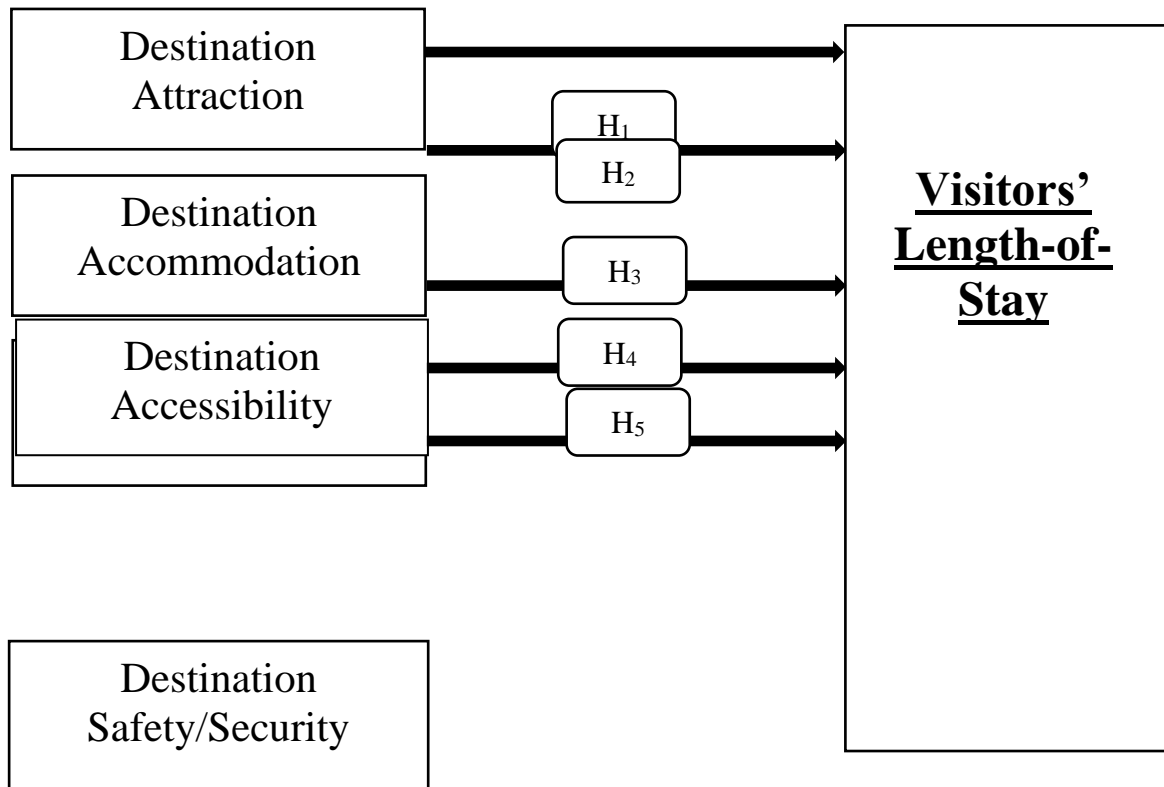 Destination
Attraction
H₁
H₂
Destination
Accommodation
H₃
Destination
Accessibility
H₄
H₅
Destination
Safety/Security
Visitors’
Length-of-
Stay